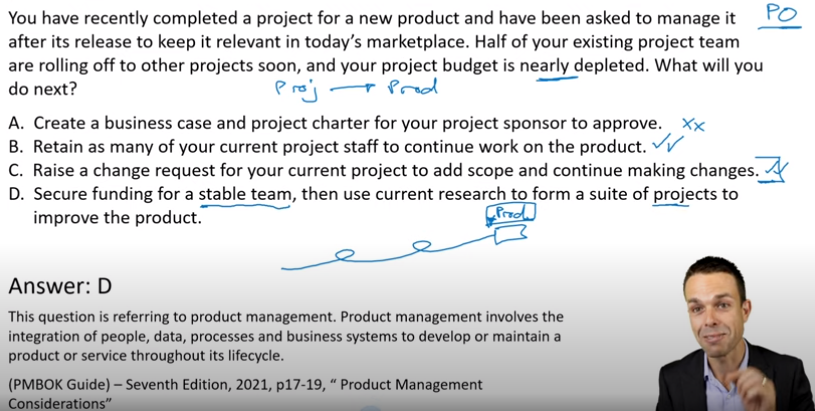 You have recently completed a project for a new product and have been asked to manage it PO
after its release to keep it relevant in today's marketplace. Half of your existing project team
are rolling off to other projects soon, and your project budget is nearly depleted. What will you
do next? Proj → Prod
A. Create a business case and project charter for your project sponsor to approve. xx
B. Retain as many of your current project staff to continue work on the product. ✓✓
C. Raise a change request for your current project to add scope and continue making changes.
D. Secure funding for a stable team, then use current research to form a suite of projects to
improve the product. Prod
Answer: D
This question is referring to product management. Product management involves the
integration of people, data, processes and business systems to develop or maintain a
product or service throughout its lifecycle.
(PMBOK Guide) – Seventh Edition, 2021, p17-19, “ Product Management
Considerations”